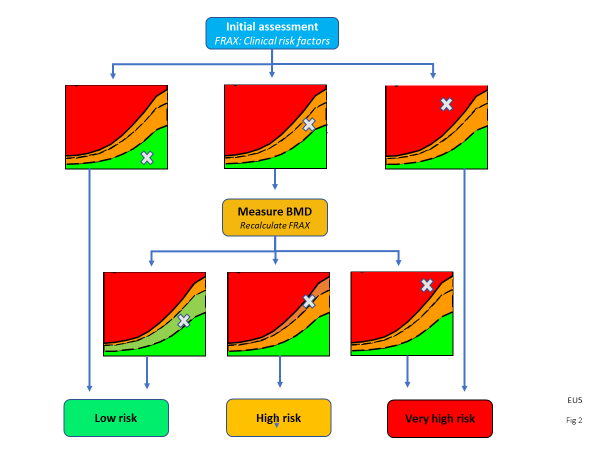 Initial assessment
FRAX: Clinical risk factors
Measure BMD
Recalculate FRAX
Low risk
High risk
Very high risk
EU5
Fig 2